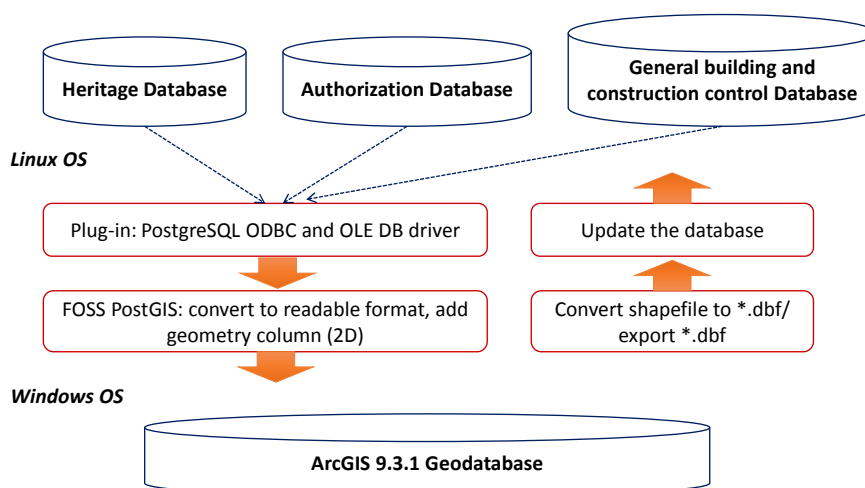 Heritage Database
Authorization Database
General building and
construction control Database
Linux OS
Plug-in: PostgreSQL ODBC and OLE DB driver
Update the database
FOSS PostGIS: convert to readable format, add
geometry column (2D)
Convert shapefile to *.dbf/
export *.dbf
Windows OS
ArcGIS 9.3.1 Geodatabase